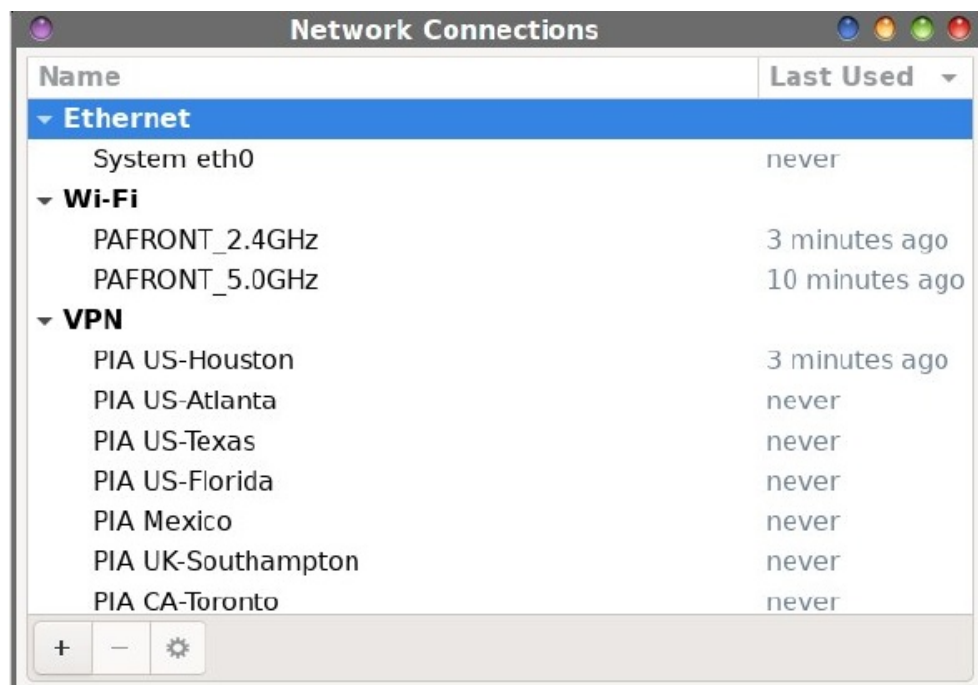 Network Connections
Name Last Used
Ethernet
System eth0 never
Wi-Fi
PAFRONT_2.4GHz 3 minutes ago
PAFRONT_5.0GHz 10 minutes ago
VPN
PIA US-Houston 3 minutes ago
PIA US-Atlanta never
PIA US-Texas never
PIA US-Florida never
PIA Mexico never
PIA UK-Southampton never
PIA CA-Toronto never